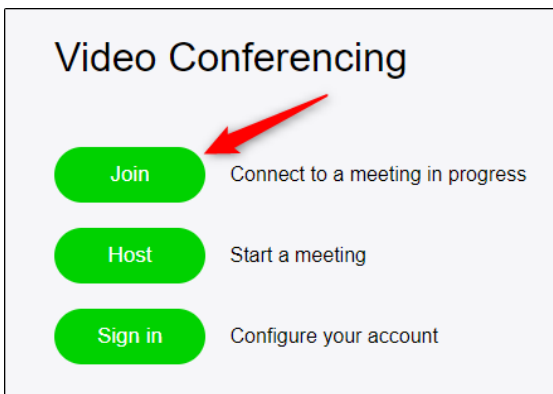 Video Conferencing
Join Connect to a meeting in progress
Host Start a meeting
Sign in Configure your account